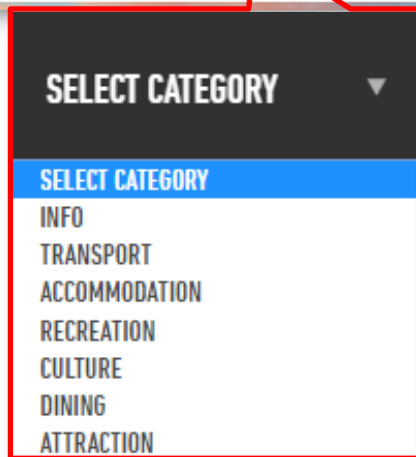 SELECT CATEGORY ▼
SELECT CATEGORY
INFO
TRANSPORT
ACCOMMODATION
RECREATION
CULTURE
DINING
ATTRACTION